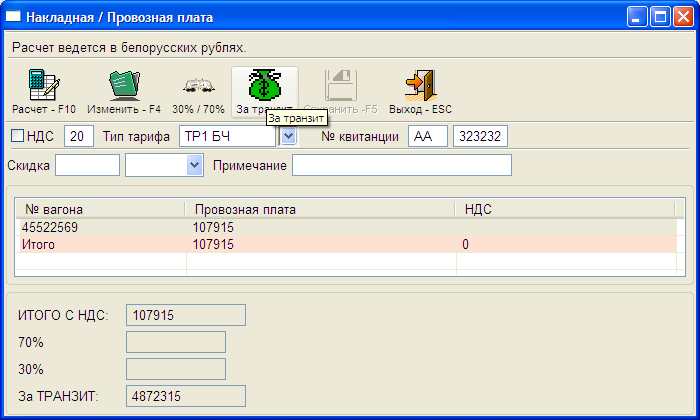 Накладная / Провозная плата
Расчет ведется в белорусских рублях.
Расчет - F10 Изменить - F4 30% / 70% За транзит Сохранить -F5 Выход - ESC
За транзит
НДС 20 Тип тарифа ТР1 БЧ № квитанции АА 323232
Скидка Примечание
№ вагона Провозная плата НДС
45522569 107915
Итого 107915 0
ИТОГО С НДС: 107915
70%
30%
За ТРАНЗИТ: 4872315